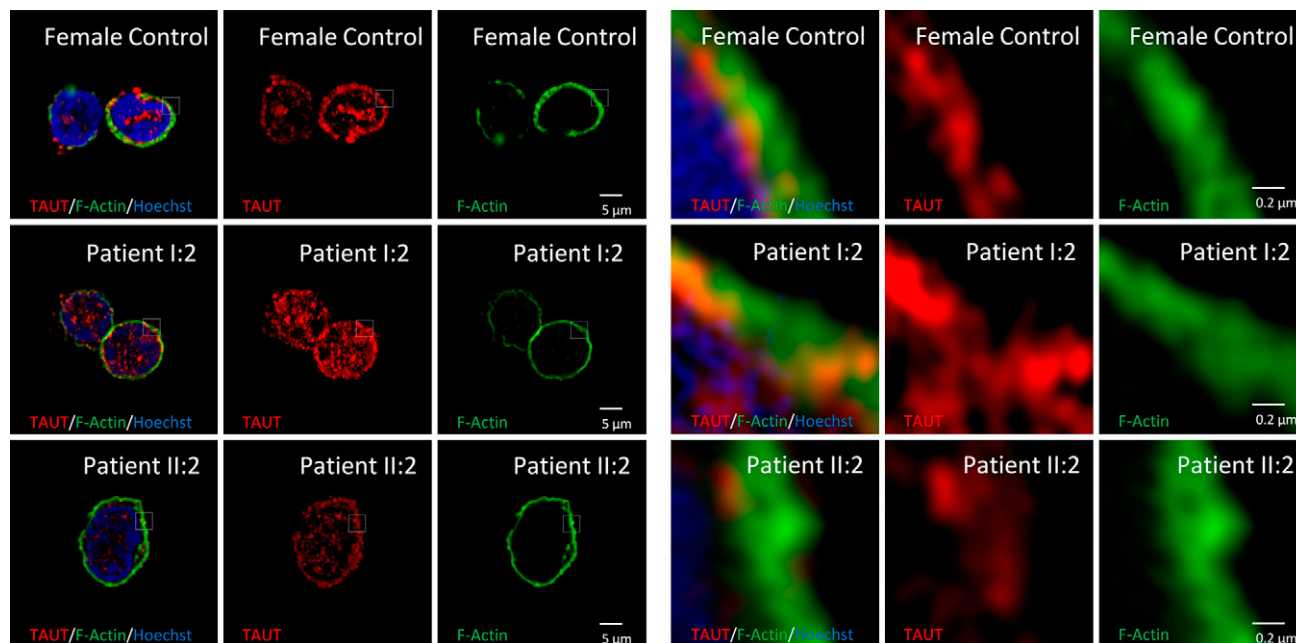 Female Control
TAUT/F-Actin/Hoechst
Female Control
TAUT
Female Control
F-Actin
5 μm
Female Control
TAUT/F-Actin/Hoechst
Female Control
TAUT
Female Control
F-Actin
0.2 μm
Patient I:2
TAUT/F-Actin/Hoechst
Patient I:2
TAUT
Patient I:2
F-Actin
5 μm
Patient I:2
TAUT/F-Actin/Hoechst
Patient I:2
TAUT
Patient I:2
F-Actin
0.2 μm
Patient II:2
TAUT/F-Actin/Hoechst
Patient II:2
TAUT
Patient II:2
F-Actin
5 μm
Patient II:2
TAUT/F-Actin/Hoechst
Patient II:2
TAUT
Patient II:2
F-Actin
0.2 μm